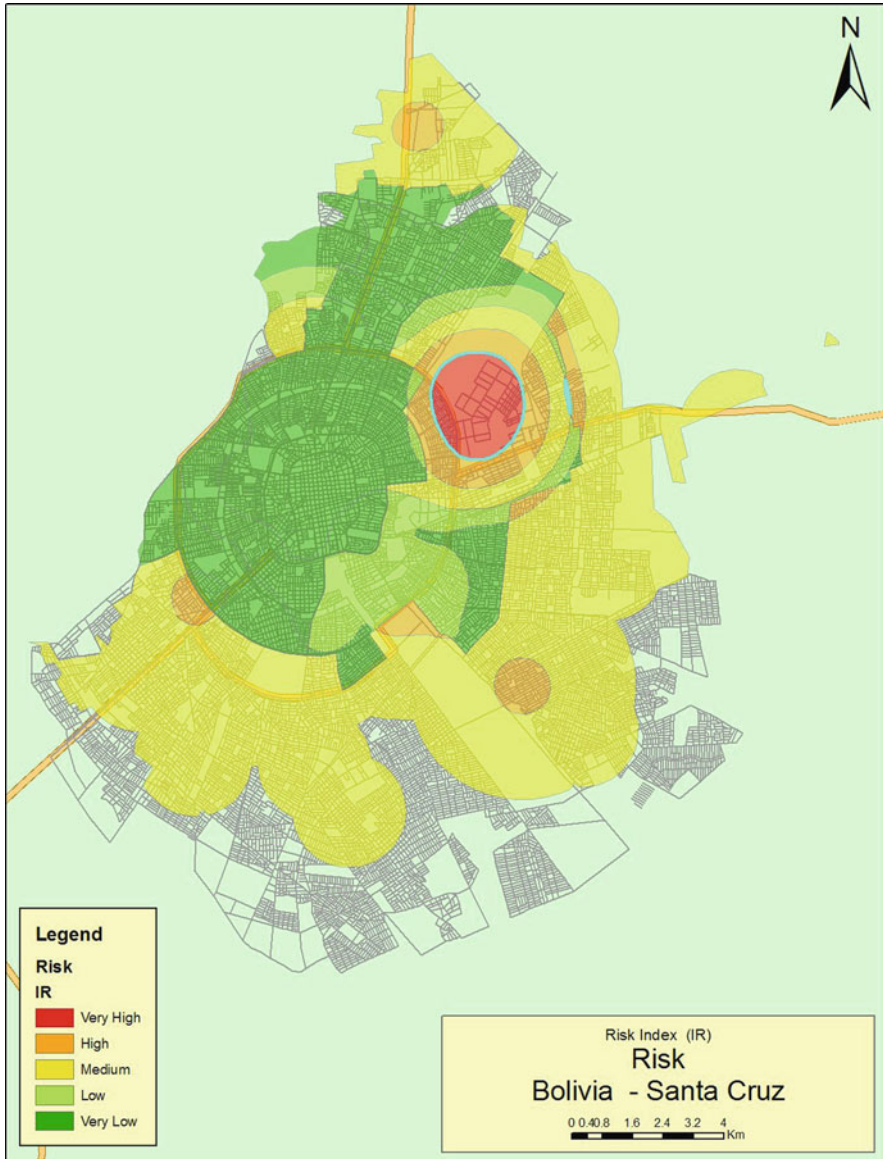 N
Legend
Risk
IR
Very High
High
Medium
Low
Very Low
Risk Index (IR)
Risk
Bolivia - Santa Cruz
0 0.40.8 1.6 2.4 3.2 4
Km